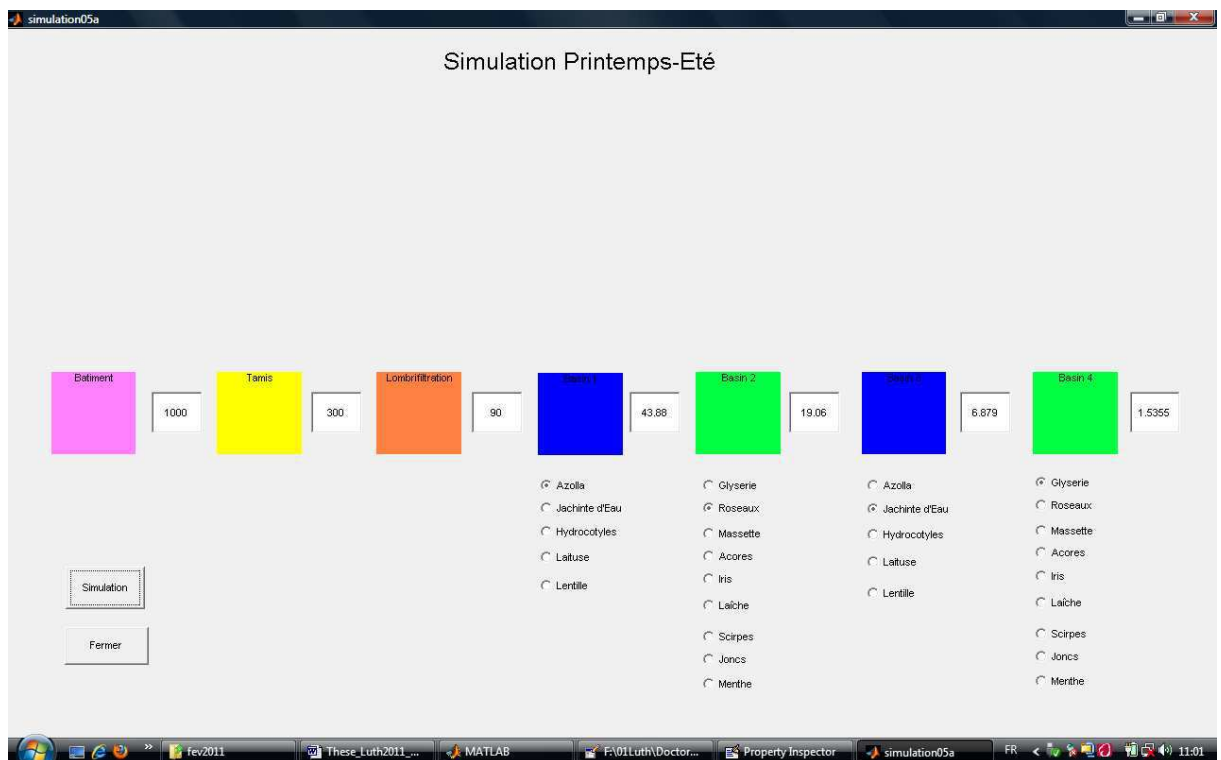 simulation05a
Simulation Printemps-Eté
Batiment
1000
Tamis
300
Lombrifiltration
90
Basin 1
43.88
Basin 2
19.06
6.879
Basin 4
1.5355
Azolla
Jachinte d'Eau
Hydrocotyles
Laituse
Lentille
Glyserie
Roseaux
Massette
Acores
Iris
Laîche
Scirpes
Joncs
Menthe
Azolla
Jachinte d'Eau
Hydrocotyles
Laituse
Lentille
Glyserie
Roseaux
Massette
Acores
Iris
Laîche
Scirpes
Joncs
Menthe
Simulation
Fermer
fev2011
These_Luth2011_...
MATLAB
F:\01Luth\Doctor...
Property Inspector
simulation05a
FR
11:01